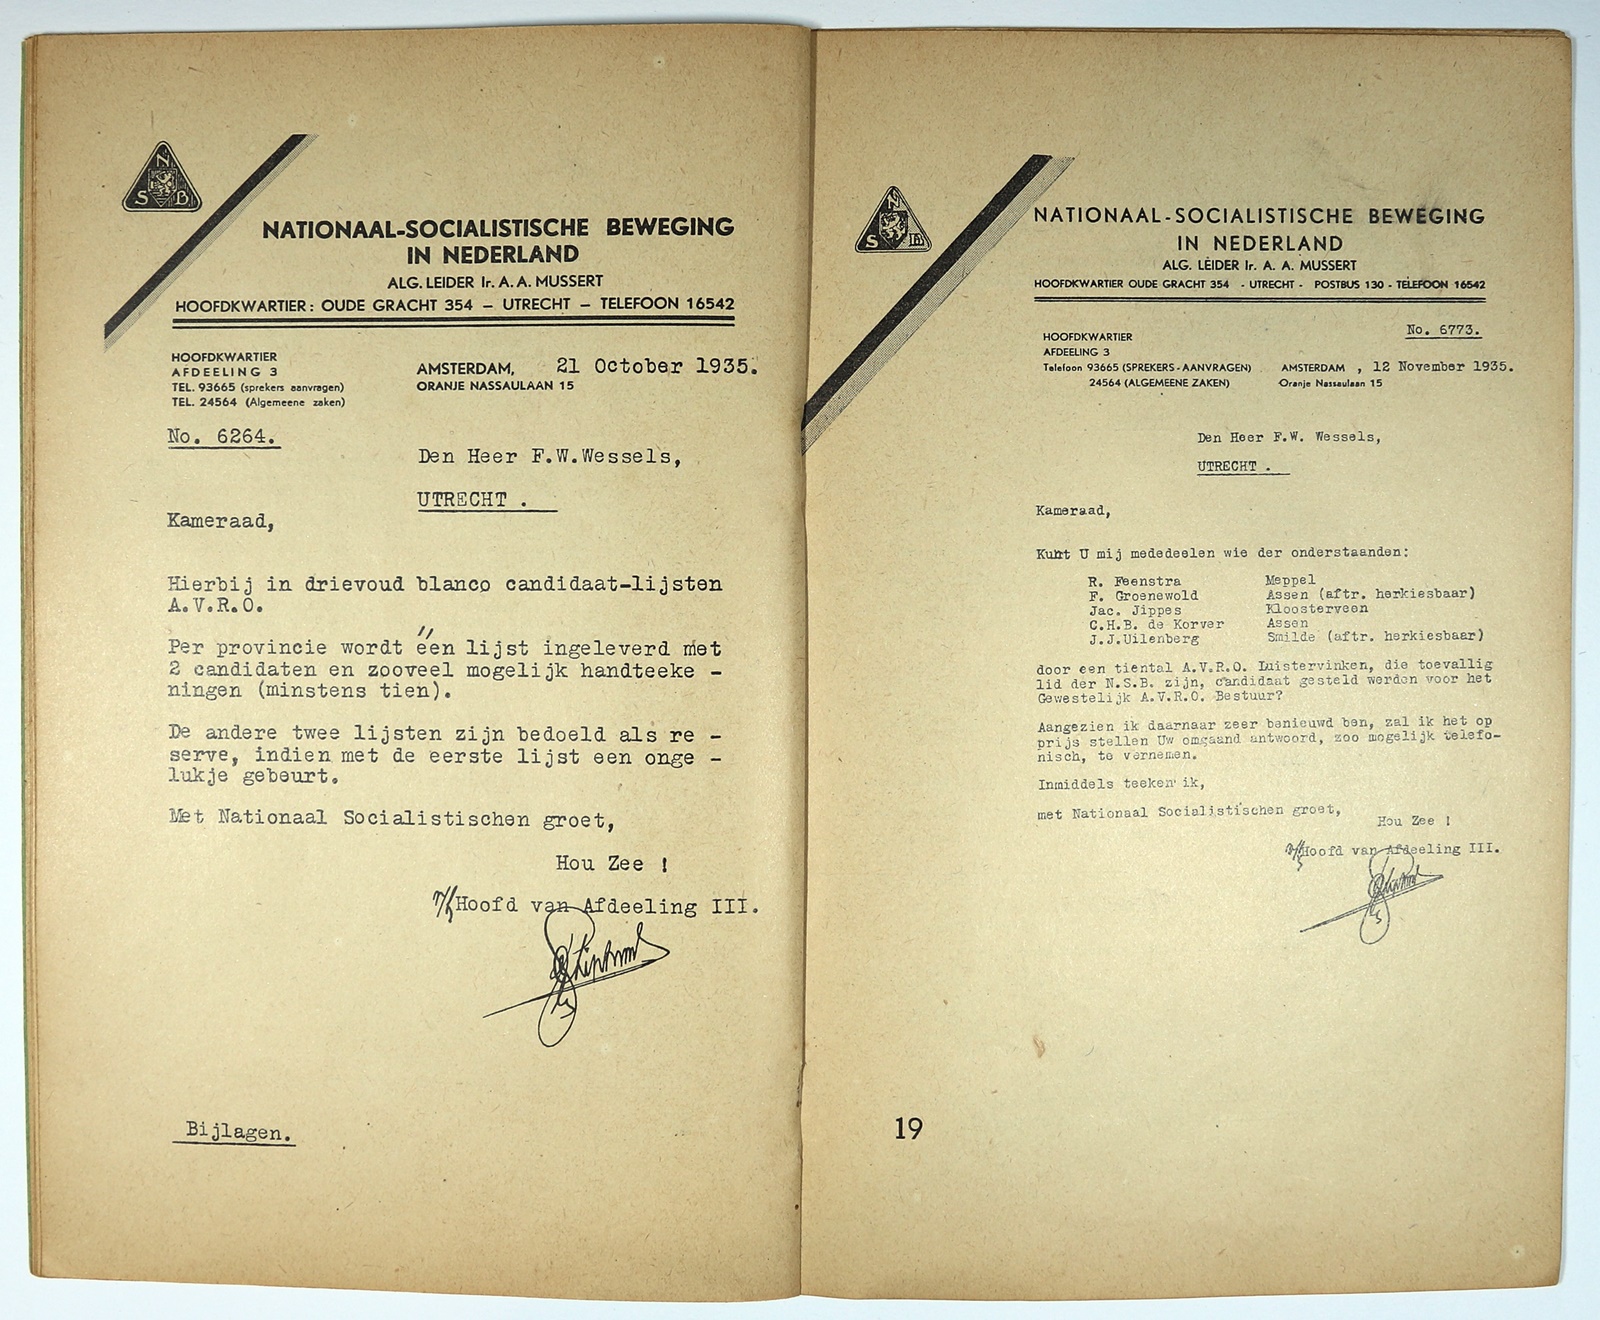 N
S B.
NATIONAAL-SOCIALISTISCHE BEWEGING
IN NEDERLAND
ALG. LEIDER Ir. A. A. MUSSERT
HOOFDKWARTIER: OUDE GRACHT 354 – UTRECHT – TELEFOON 16542
HOOFDKWARTIER
AFDEELING 3
TEL. 93665 (sprekers aanvragen)
TEL. 24564 (Algemeene zaken)
AMSTERDAM, 21 October 1935.
ORANJE NASSAULAAN 15
No. 6264.
Den Heer F.W.Wessels,
UTRECHT .
Kameraad,
Hierbij in drievoud blanco candidaat-lijsten
A.V.R.O.
Per provincie wordt één lijst ingeleverd met
2 candidaten en zooveel mogelijk handteeke -
ningen (minstens tien).
De andere twee lijsten zijn bedoeld als re -
serve, indien met de eerste lijst een onge -
lukje gebeurt.
Met Nationaal Socialistischen groet,
Hou Zee !
Hoofd van Afdeeling III.
Bijlagen.
N
S B
NATIONAAL-SOCIALISTISCHE BEWEGING
IN NEDERLAND
ALG. LEIDER Ir. A. A. MUSSERT
HOOFDKWARTIER OUDE GRACHT 354 - UTRECHT - POSTBUS 130 - TELEFOON 16542
No. 6773.
HOOFDKWARTIER
AFDEELING 3
Telefoon 93665 (SPREKERS-AANVRAGEN)
24564 (ALGEMEENE ZAKEN)
AMSTERDAM , 12 November 1935.
Oranje Nassaulaan 15
Den Heer F.W. Wessels,
UTRECHT .
Kameraad,
Kunt U mij mededeelen wie der onderstaanden:
R. Feenstra Meppel
F. Groenewold Assen (aftr. herkiesbaar)
Jac. Jippes Kloosterveen
C.H.B. de Korver Assen
J.J.Uilenberg Smilde (aftr. herkiesbaar)
door een tiental A.V.R.O. Luistervinken, die toevallig
lid der N.S.B. zijn, candidaat gesteld werden voor het
Gewestelijk A.V.R.O. Bestuur?
Aangezien ik daarnaar zeer benieuwd ben, zal ik het op
prijs stellen Uw omgaand antwoord, zoo mogelijk telefo-
nisch, te vernemen.
Inmiddels teeken ik,
met Nationaal Socialistischen groet,
Hou Zee !
Hoofd van Afdeeling III.
19